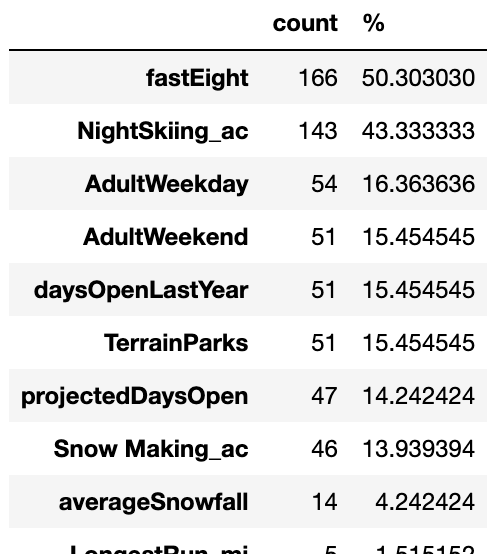 count %
fastEight 166 50.303030
NightSkiing_ac 143 43.333333
AdultWeekday 54 16.363636
AdultWeekend 51 15.454545
daysOpenLastYear 51 15.454545
TerrainParks 51 15.454545
projectedDaysOpen 47 14.242424
Snow Making_ac 46 13.939394
averageSnowfall 14 4.242424
LongestRun_mi 5 1.515152